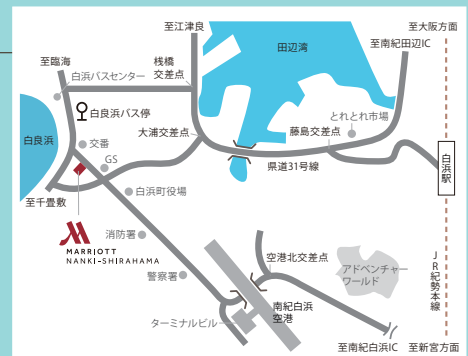 至大阪方面
至江津良
至南紀田辺IC
田辺湾
至臨海
桟橋
交差点
白浜バスセンター
とれとれ市場
白良浜バス停
大浦交差点
藤島交差点
白良浜
交番
県道31号線
白浜駅
GS
白浜町役場
至千畳敷
MARRIOTT
NANKI-SHIRAHAMA
消防署
空港北交差点
JR紀勢本線
アドベンチャー
ワールド
警察署
南紀白浜
空港
ターミナルビル
至南紀白浜IC
至新宮方面